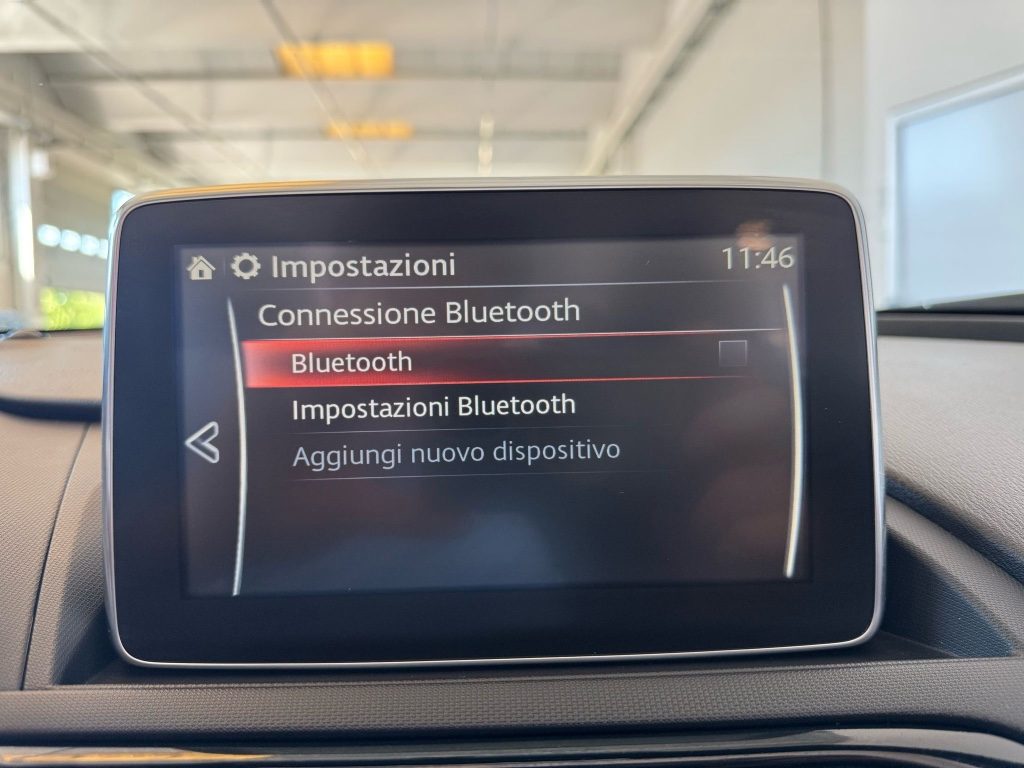 Impostazioni 11:46
Connessione Bluetooth
Bluetooth
Impostazioni Bluetooth
Aggiungi nuovo dispositivo